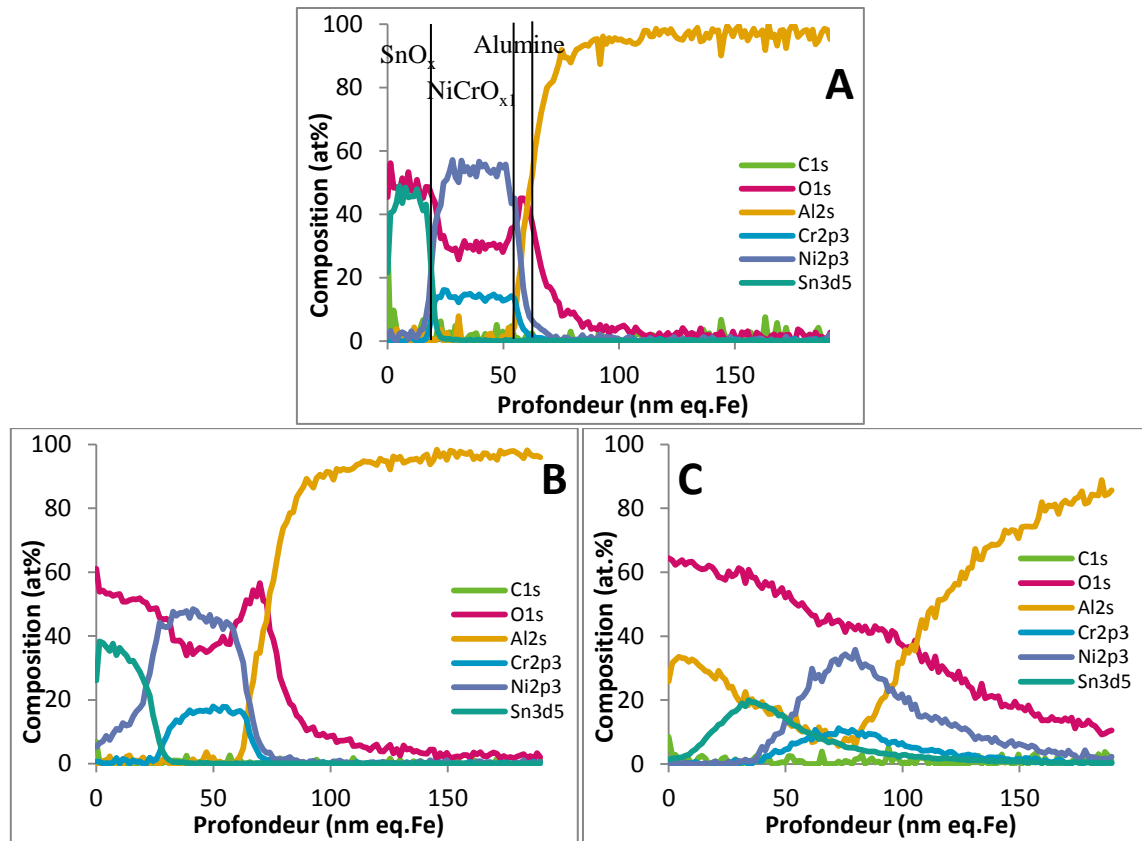 A
Composition (at%)
100
80
60
40
20
0
SnOₓ
NiCrOₓ₁
Alumine
C1s
O1s
Al2s
Cr2p3
Ni2p3
Sn3d5
0 50 100 150
Profondeur (nm eq.Fe)
B
Composition (at%)
100
80
60
40
20
0
C1s
O1s
Al2s
Cr2p3
Ni2p3
Sn3d5
0 50 100 150
Profondeur (nm eq.Fe)
C
Composition (at.%)
100
80
60
40
20
0
C1s
O1s
Al2s
Cr2p3
Ni2p3
Sn3d5
0 50 100 150
Profondeur (nm eq.Fe)